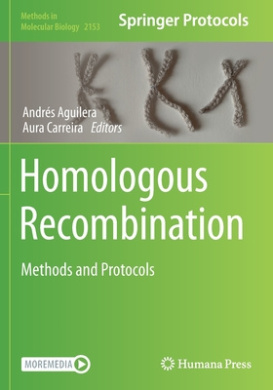 Methods in
Molecular Biology 2153
Springer Protocols
Andrés Aguilera
Aura Carreira Editors
Homologous
Recombination
Methods and Protocols
MOREMEDIA
Humana Press